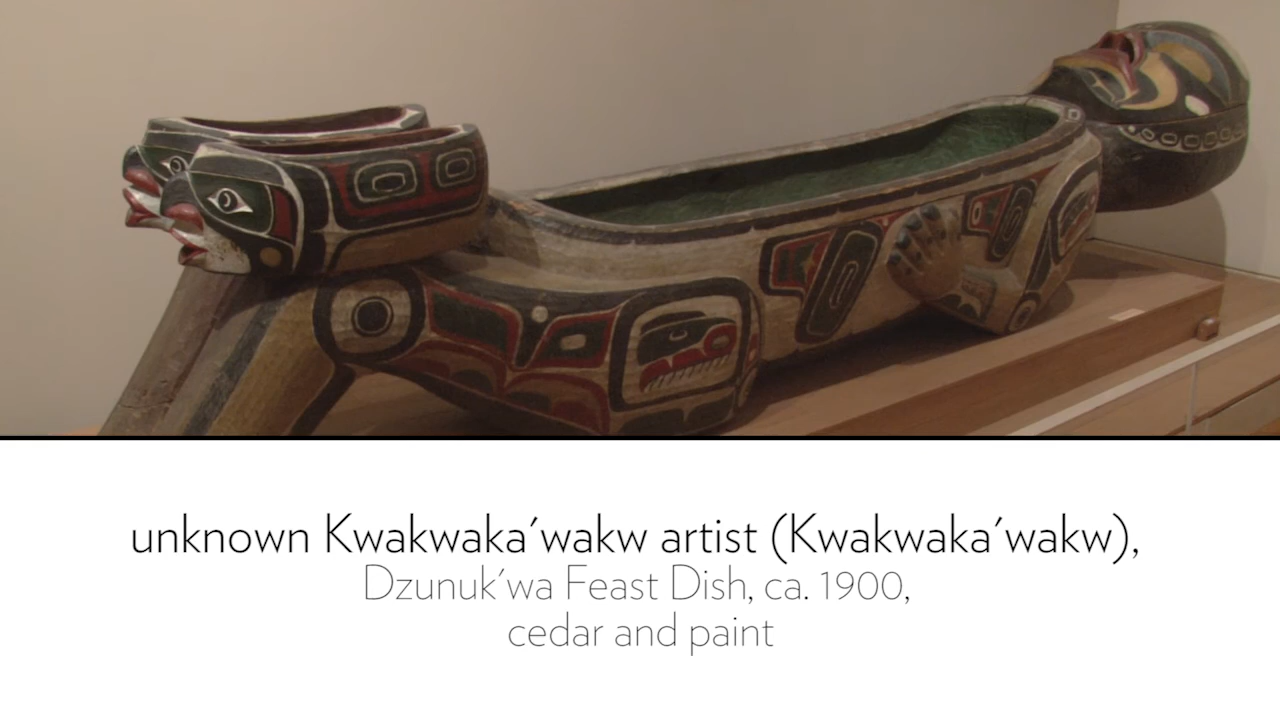 unknown Kwakwaka´wakw artist (Kwakwaka´wakw),
Dzunuk´wa Feast Dish, ca. 1900,
cedar and paint